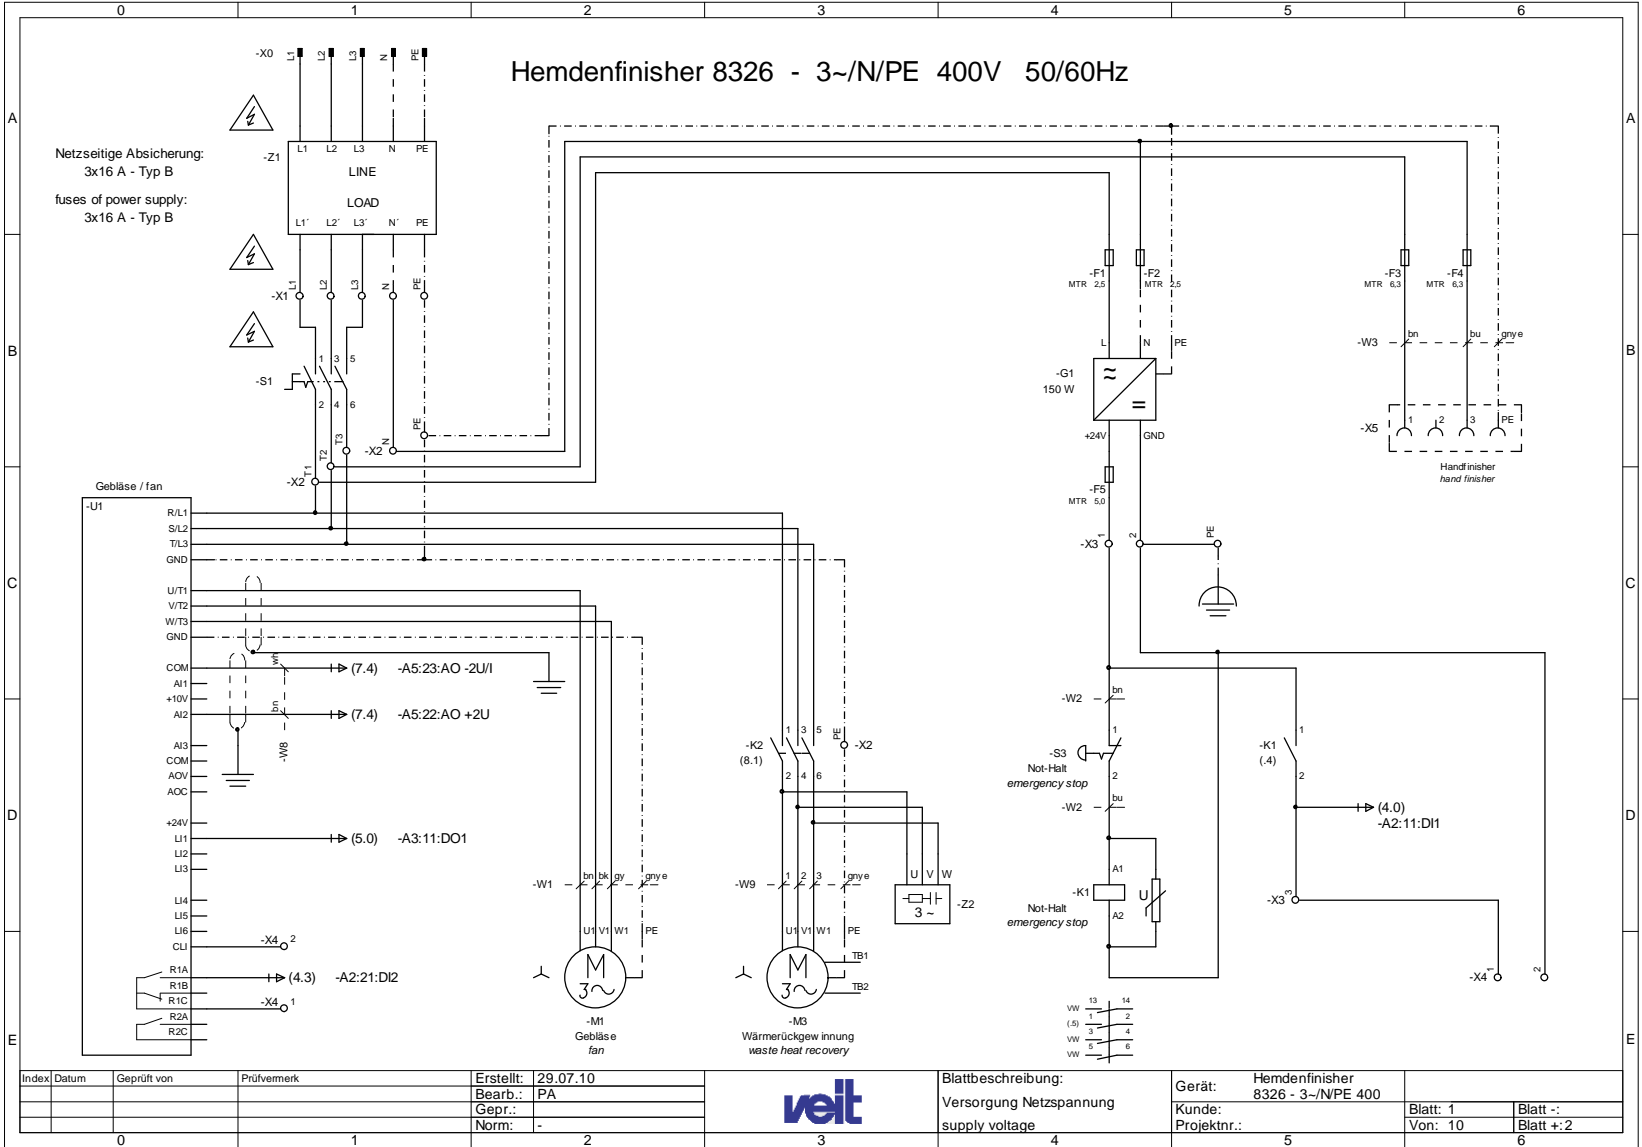 0 1 2 3 4 5 6
Hemdenfinisher 8326 - 3~/N/PE 400V 50/60Hz
-X0 L1 L2 L3 N PE
A A
Netzseitige Absicherung:
3x16 A - Typ B
fuses of power supply:
3x16 A - Typ B
-Z1
L1 L2 L3 N PE
LINE
LOAD
L1´ L2´ L3´ N´ PE
-X1 L1 L2 L3 N PE
B B
-S1
1 3 5
2 4 6
PE
-X2 N
T3
T2
-X2 T1
-F1
MTR 2,5
-F2
MTR 2,5
L N PE
-G1
150 W
+24V GND
-F5
MTR 5,0
-X3 1 2 PE
-F3
MTR 6,3
-F4
MTR 6,3
-W3 bn bu gnye
-X5 1 2 3 PE
Handfinisher
hand finisher
C C
Gebläse / fan
-U1
R/L1
S/L2
T/L3
GND
U/T1
V/T2
W/T3
GND
COM wh (7.4) -A5:23:AO -2U/I
AI1
+10V
AI2 bn (7.4) -A5:22:AO +2U
-W8
AI3
COM
AOV
AOC
+24V
LI1 (5.0) -A3:11:DO1
LI2
LI3
LI4
LI5
LI6
CLI -X4 2
R1A (4.3) -A2:21:DI2
R1B
R1C -X4 1
R2A
R2C
D D
-W1 bn bk gy gnye
U1 V1 W1 PE
M
3
-M1
Gebläse
fan
-K2
(8.1)
1 3 5
2 4 6
PE -X2
-W9 1 2 3 gnye
U1 V1 W1 PE
TB1
TB2
M
3
-M3
Wärmerückgewinnung
waste heat recovery
U V W
3 ~
-Z2
-W2 bn
1
-S3
Not-Halt
emergency stop
2
-W2 bu
A1
-K1
Not-Halt
emergency stop
A2
U
-K1
(.4)
1
2
(4.0)
-A2:11:DI1
-X3 3
-X4 1 2
VW 13 14
(.5) 1 2
VW 3 4
VW 5 6
E E
Index Datum Geprüft von Prüfvermerk
Erstellt: 29.07.10
Bearb.: PA
Gepr.:
Norm: -
veit
Blattbeschreibung:
Versorgung Netzspannung
supply voltage
Gerät: Hemdenfinisher
8326 - 3~/N/PE 400
Kunde:
Projektnr.:
Blatt: 1 Blatt -:
Von: 10 Blatt +: 2
0 1 2 3 4 5 6